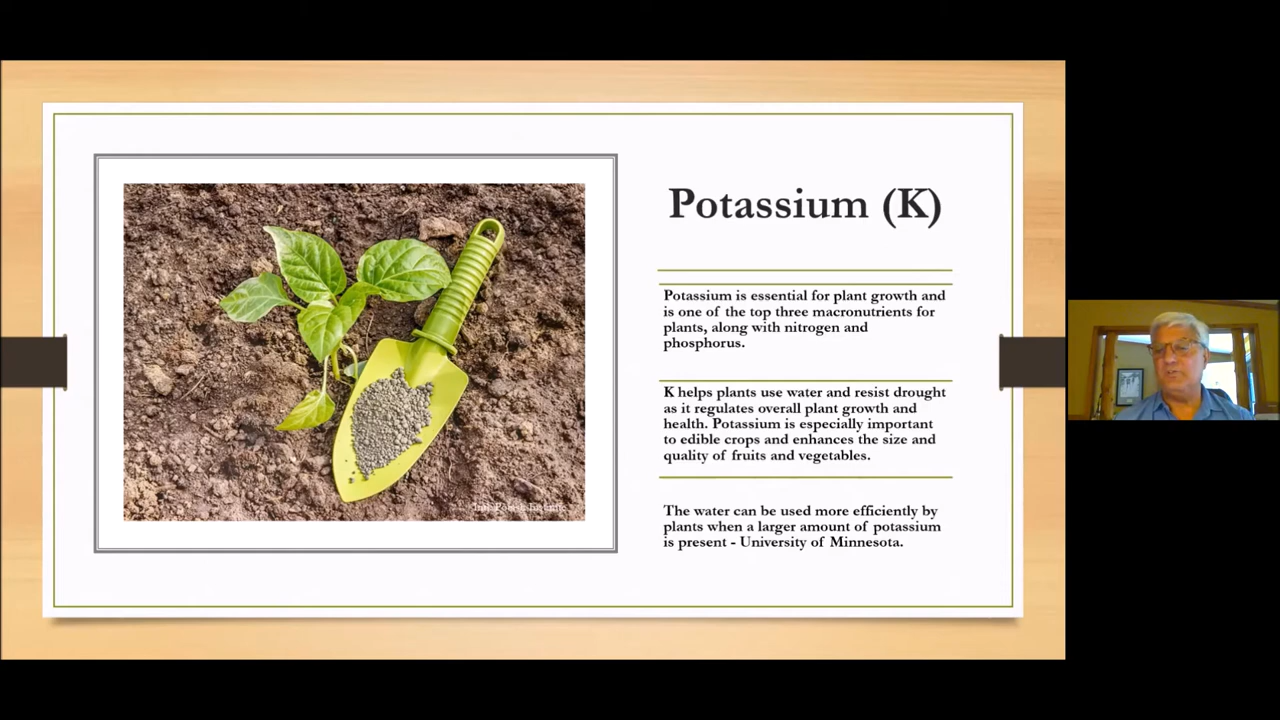 Potassium (K)
Potassium is essential for plant growth and
is one of the top three macronutrients for
plants, along with nitrogen and
phosphorus.
K helps plants use water and resist drought
as it regulates overall plant growth and
health. Potassium is especially important
to edible crops and enhances the size and
quality of fruits and vegetables.
The water can be used more efficiently by
plants when a larger amount of potassium
is present - University of Minnesota.